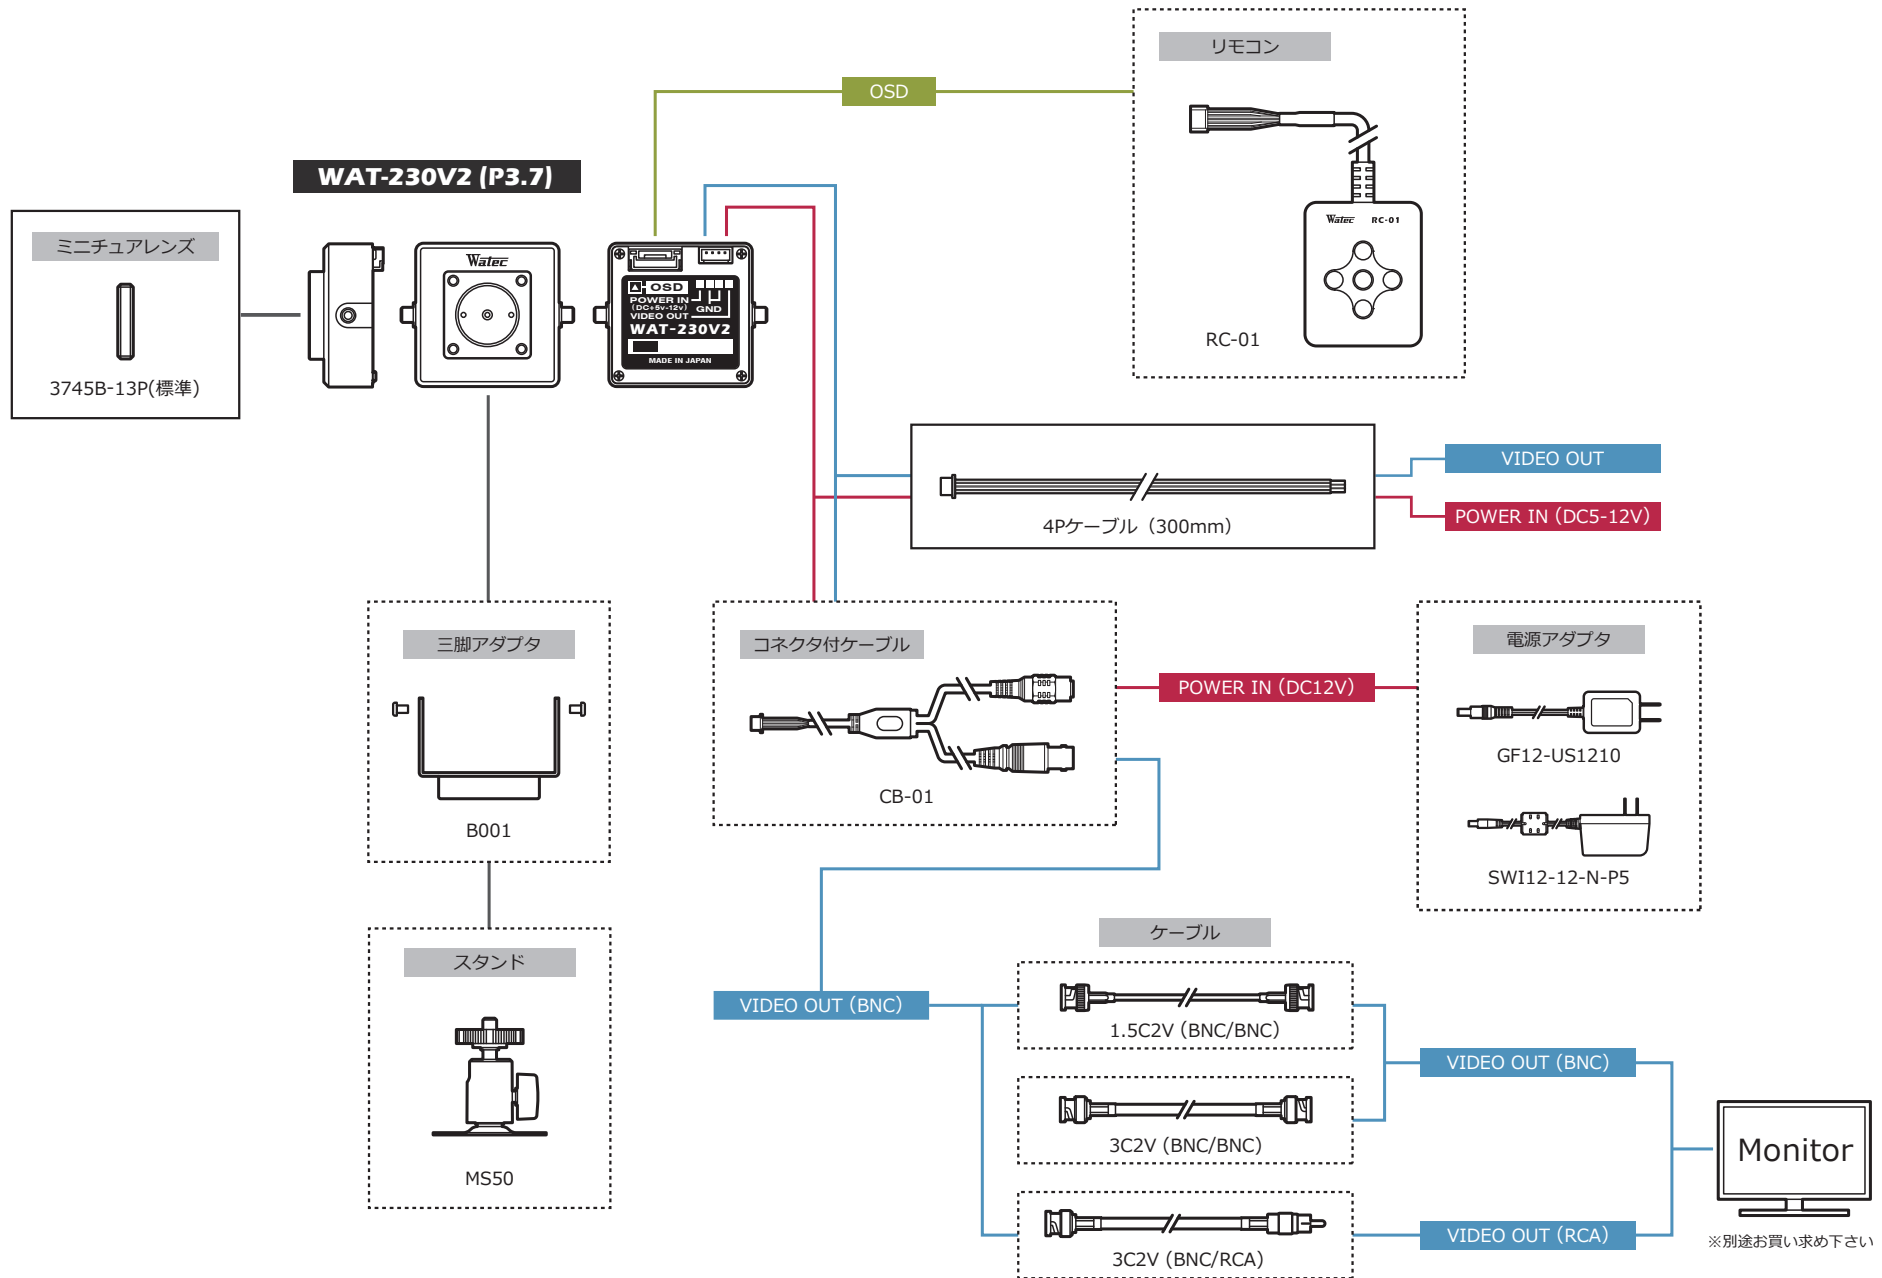 リモコン
OSD
Watec RC-01
RC-01
WAT-230V2 (P3.7)
ミニチュアレンズ
3745B-13P(標準)
Watec
OSD
POWER IN
(DC+5v-12v) GND
VIDEO OUT
WAT-230V2
MADE IN JAPAN
4Pケーブル（300mm）
VIDEO OUT
POWER IN (DC5-12V)
三脚アダプタ
B001
コネクタ付ケーブル
CB-01
POWER IN (DC12V)
電源アダプタ
GF12-US1210
SWI12-12-N-P5
スタンド
MS50
VIDEO OUT (BNC)
ケーブル
1.5C2V (BNC/BNC)
3C2V (BNC/BNC)
3C2V (BNC/RCA)
VIDEO OUT (BNC)
VIDEO OUT (RCA)
Monitor
※別途お買い求め下さい